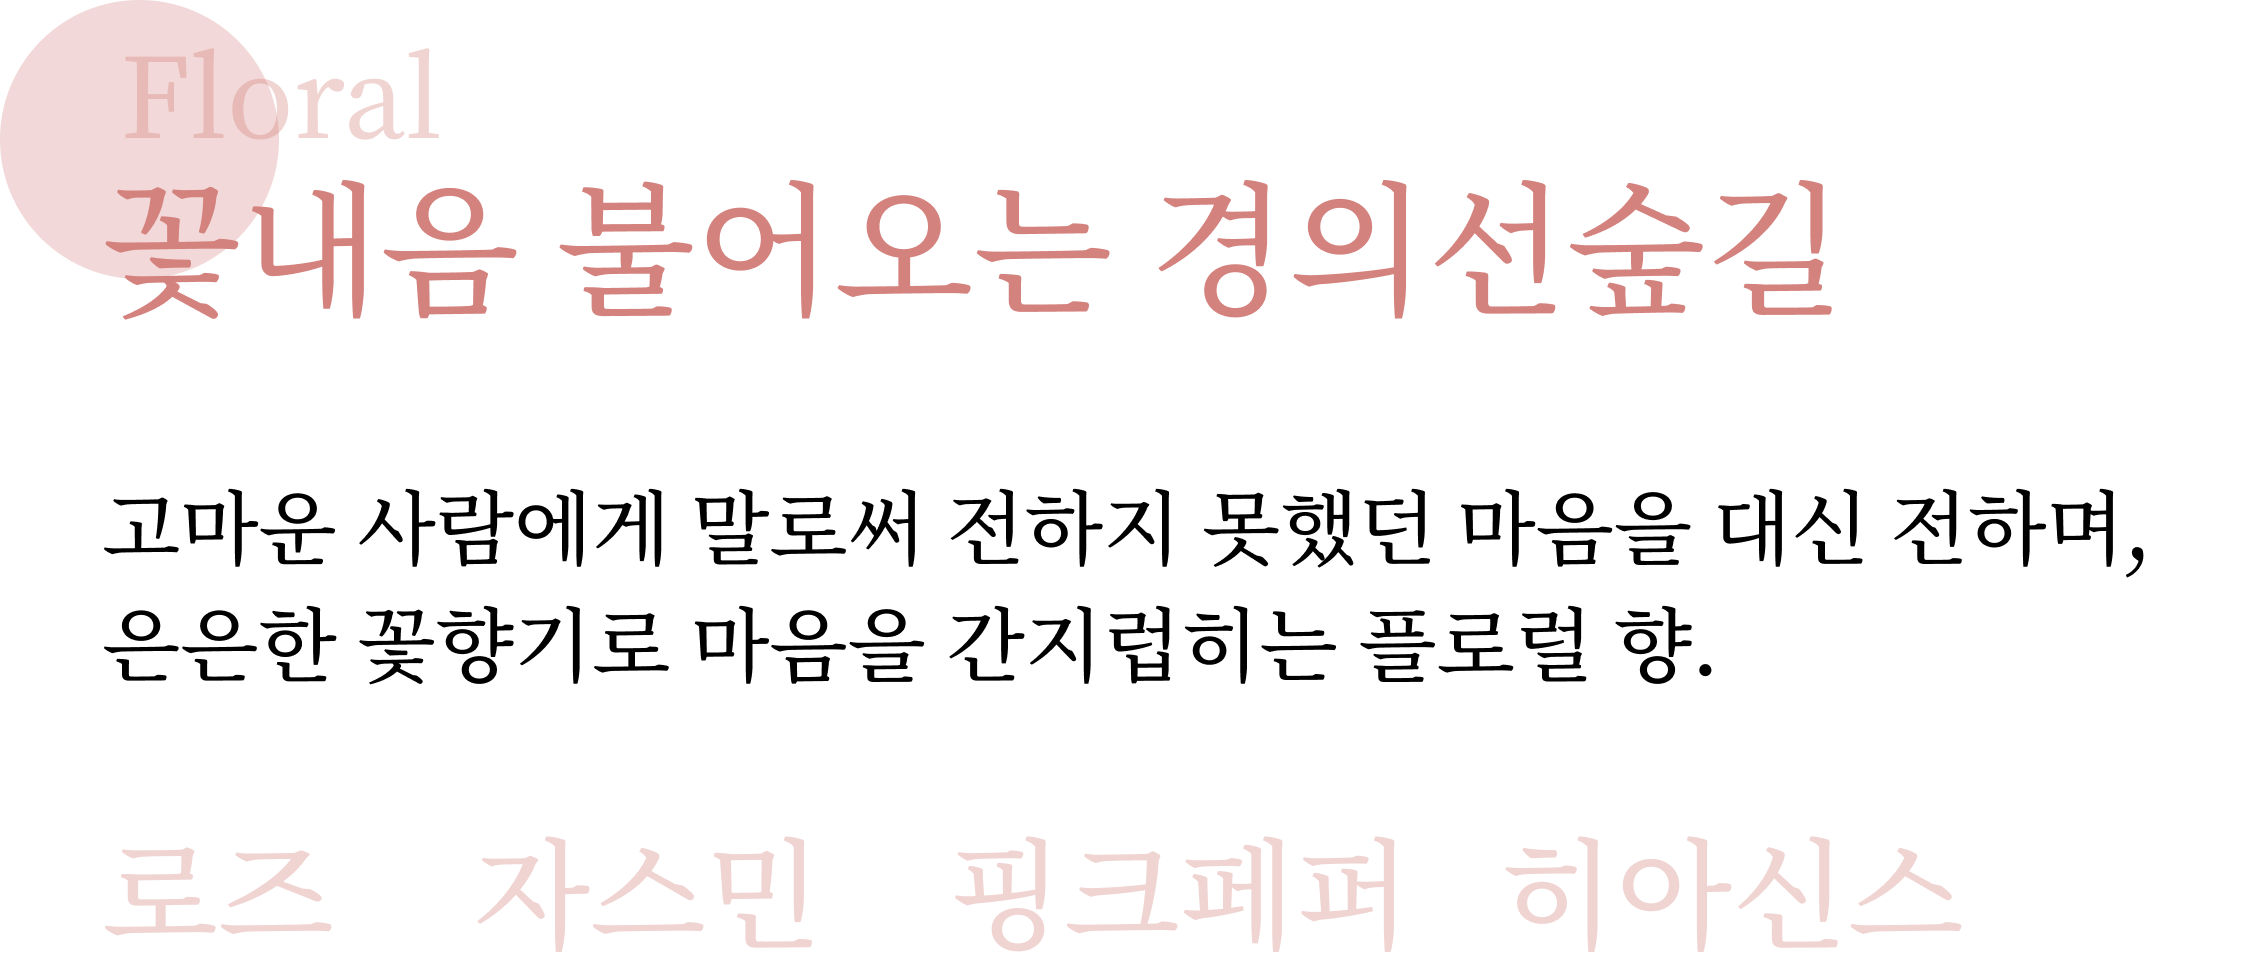 Floral
꽃내음 불어오는 경의선숲길
고마운 사람에게 말로써 전하지 못했던 마음을 대신 전하며,
은은한 꽃향기로 마음을 간지럽히는 플로럴 향.
로즈 자스민 핑크페퍼 히아신스